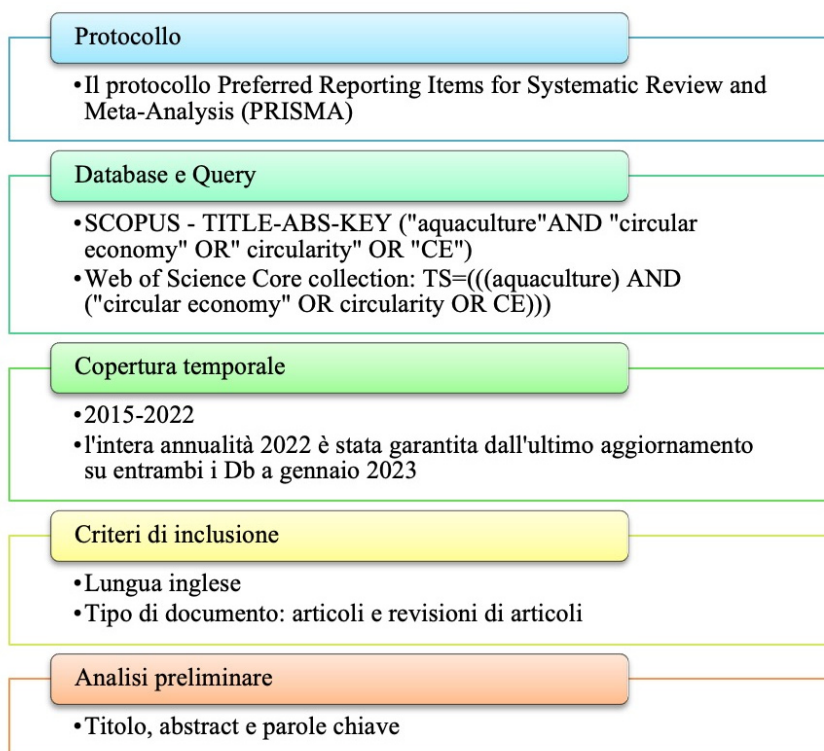 Protocollo
•Il protocollo Preferred Reporting Items for Systematic Review and
Meta-Analysis (PRISMA)
Database e Query
•SCOPUS - TITLE-ABS-KEY ("aquaculture"AND "circular
economy" OR" circularity" OR "CE")
•Web of Science Core collection: TS=(((aquaculture) AND
("circular economy" OR circularity OR CE)))
Copertura temporale
•2015-2022
•l'intera annualità 2022 è stata garantita dall'ultimo aggiornamento
su entrambi i Db a gennaio 2023
Criteri di inclusione
•Lungua inglese
•Tipo di documento: articoli e revisioni di articoli
Analisi preliminare
•Titolo, abstract e parole chiave